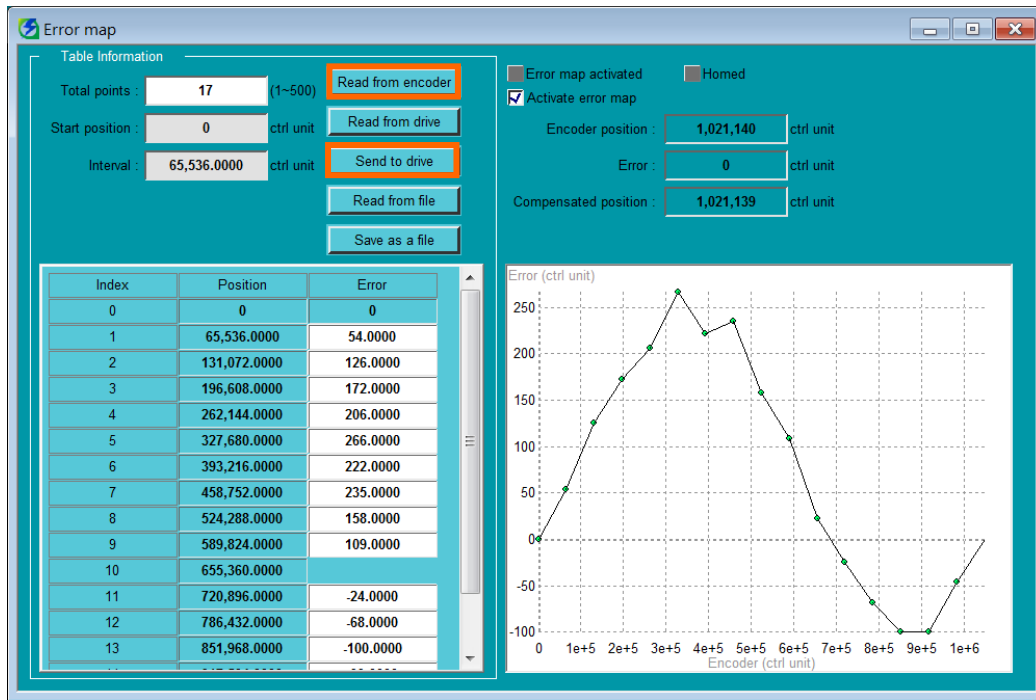 Error map
Table Information
Total points : 17 (1~500) Read from encoder
Start position : 0 ctrl unit Read from drive
Interval : 65,536.0000 ctrl unit Send to drive
Read from file
Save as a file
Error map activated Homed
Activate error map
Encoder position : 1,021,140 ctrl unit
Error : 0 ctrl unit
Compensated position : 1,021,139 ctrl unit
Index Position Error
0 0 0
1 65,536.0000 54.0000
2 131,072.0000 126.0000
3 196,608.0000 172.0000
4 262,144.0000 206.0000
5 327,680.0000 266.0000
6 393,216.0000 222.0000
7 458,752.0000 235.0000
8 524,288.0000 158.0000
9 589,824.0000 109.0000
10 655,360.0000
11 720,896.0000 -24.0000
12 786,432.0000 -68.0000
13 851,968.0000 -100.0000
Error (ctrl unit)
250
200
150
100
50
0
-50
-100
0 1e+5 2e+5 3e+5 4e+5 5e+5 6e+5 7e+5 8e+5 9e+5 1e+6
Encoder (ctrl unit)